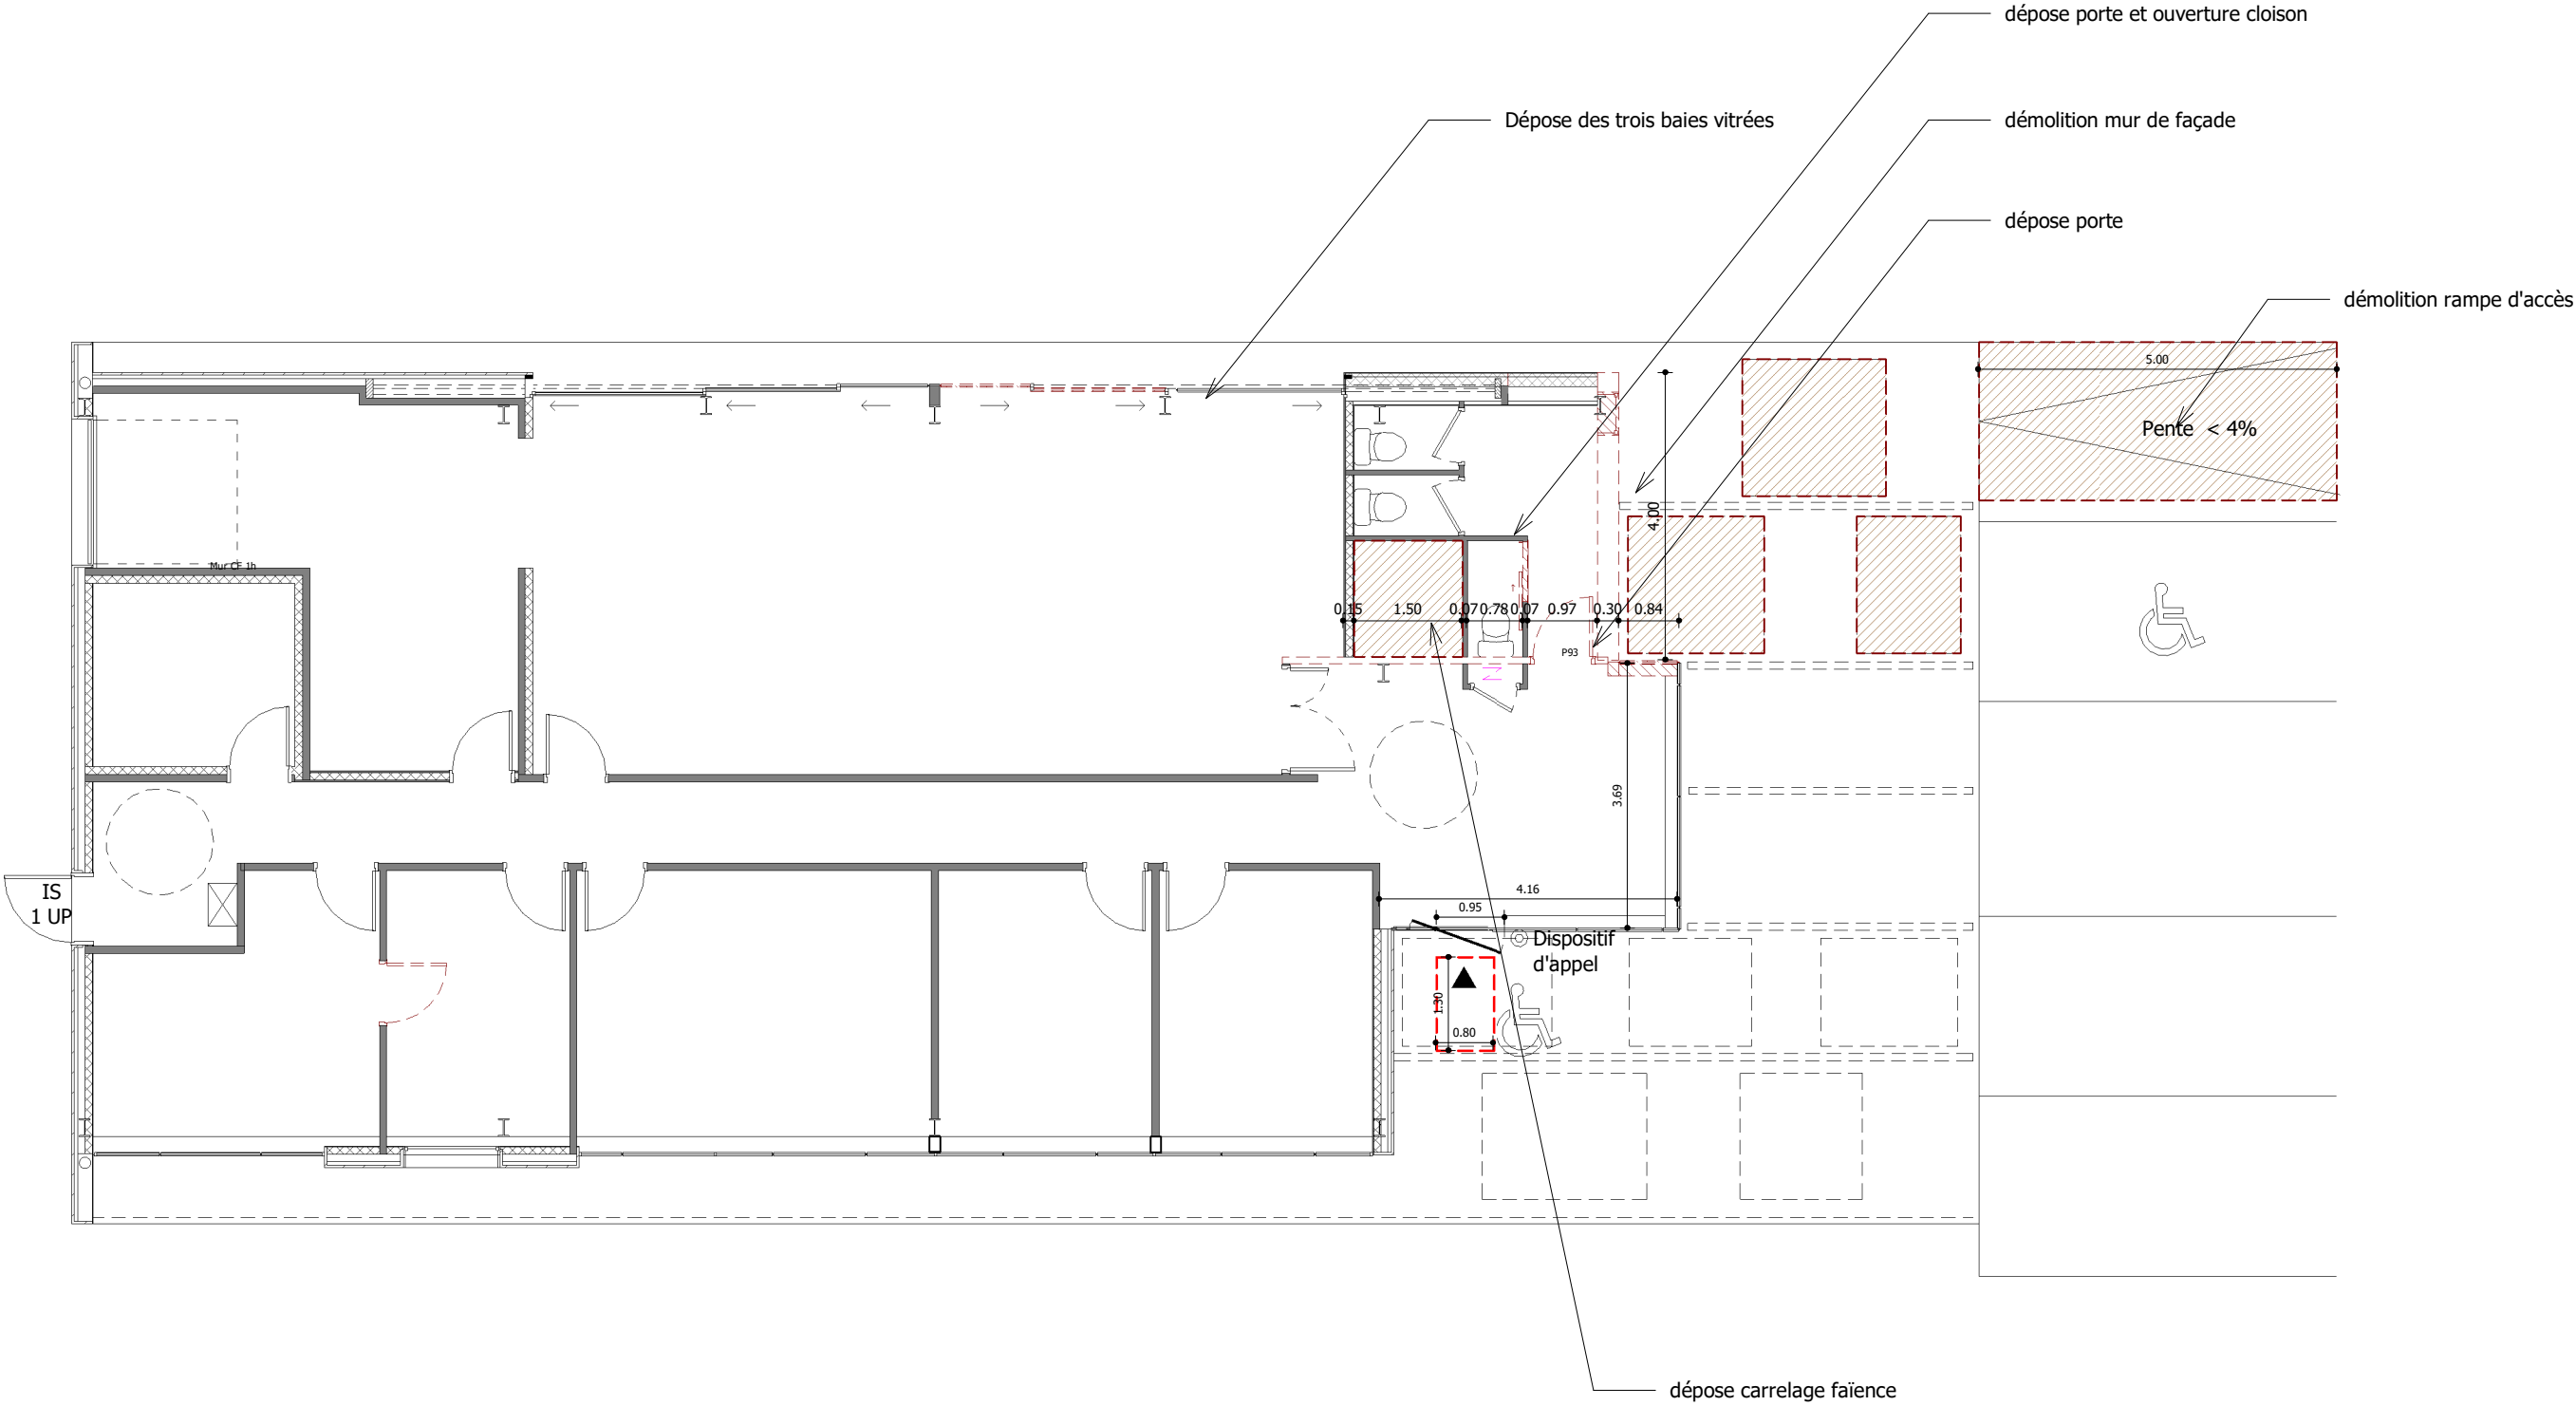 dépose porte et ouverture cloison
Dépose des trois baies vitrées
démolition mur de façade
dépose porte
démolition rampe d'accès
5.00
Pente < 4%
4.00
Mur CF 1h
0.15
1.50
0.07
0.78
0.07
0.97
0.30
0.84
P93
3.69
IS
1 UP
4.16
0.95
Dispositif
d'appel
1.30
0.80
dépose carrelage faïence